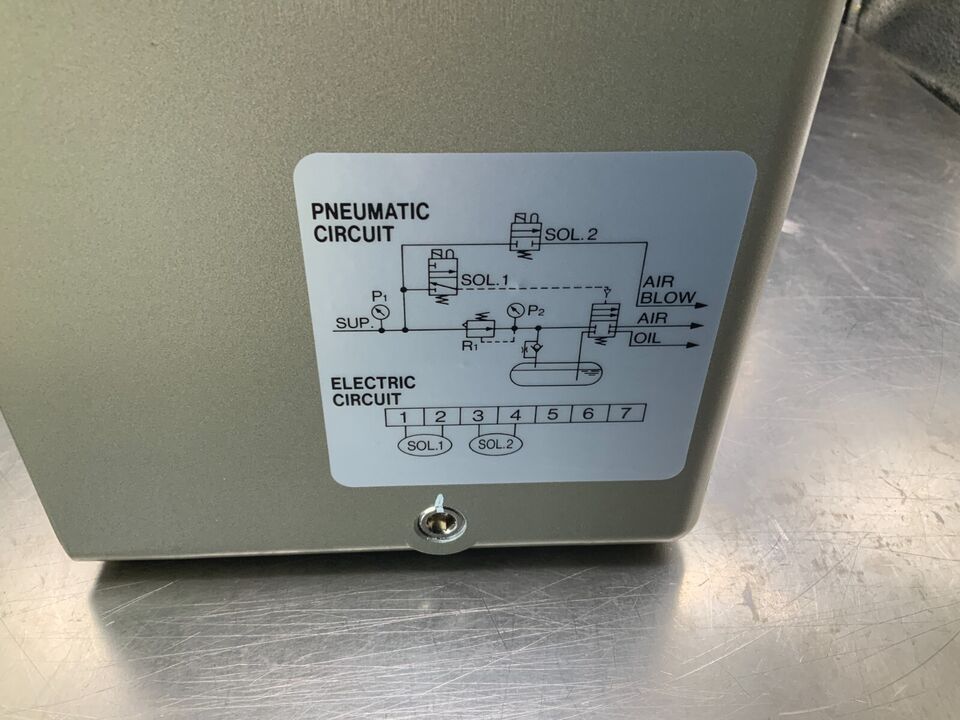 PNEUMATIC
CIRCUIT
SOL.2
SOL.1
AIR
BLOW
P1
P2
SUP.
AIR
R1
OIL
ELECTRIC
CIRCUIT
1 2 3 4 5 6 7
SOL.1 SOL.2